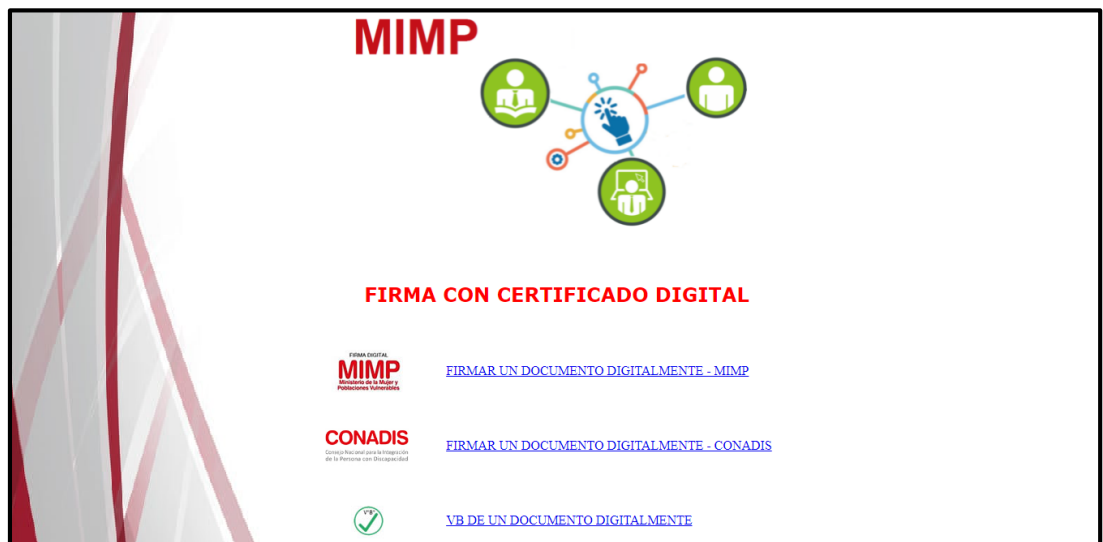 MIMP
FIRMA CON CERTIFICADO DIGITAL
FIRMA DIGITAL
MIMP
Ministerio de la Mujer y
Poblaciones Vulnerables
FIRMAR UN DOCUMENTO DIGITALMENTE - MIMP
CONADIS
Consejo Nacional para la Integración
de la Persona con Discapacidad
FIRMAR UN DOCUMENTO DIGITALMENTE - CONADIS
V°B°
VB DE UN DOCUMENTO DIGITALMENTE